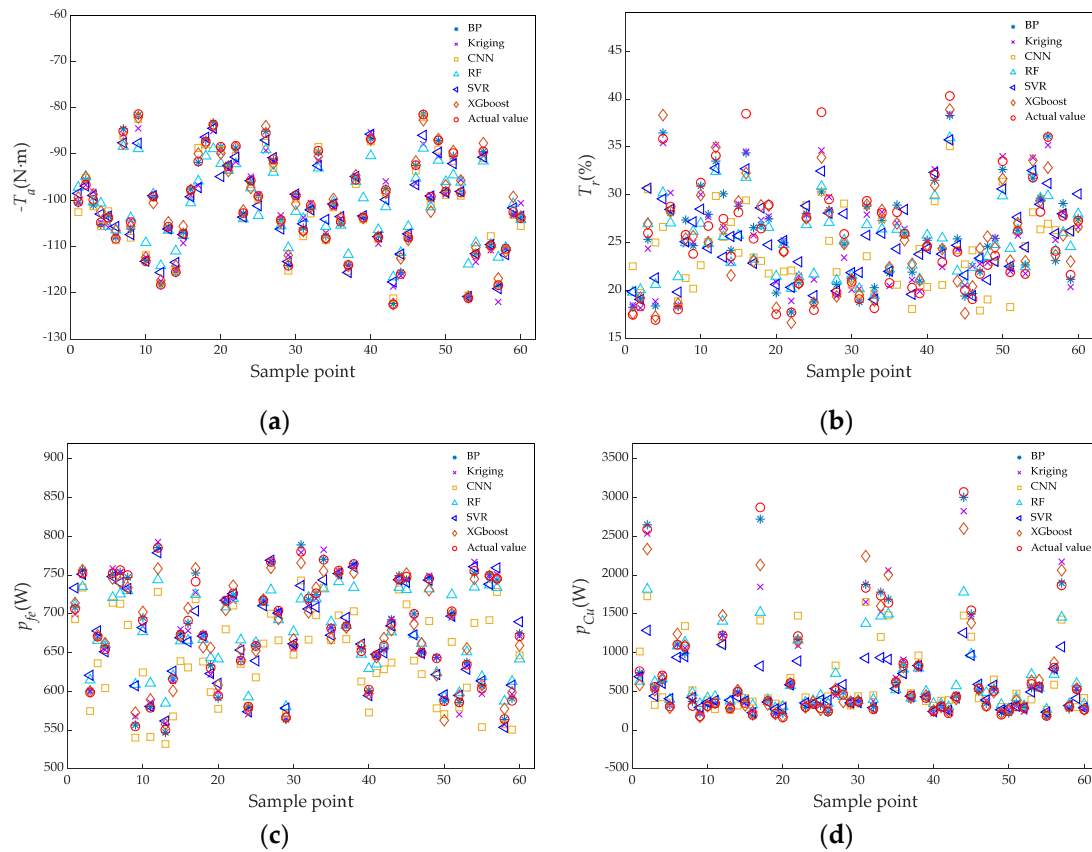 -60
-70
-80
-90
-100
-110
-120
-130
-T_a(N·m)
0
10
20
30
40
50
60
Sample point
BP
Kriging
CNN
RF
SVR
XGboost
Actual value
(a)
45
40
35
30
25
20
15
T_r(%)
0
10
20
30
40
50
60
Sample point
BP
Kriging
CNN
RF
SVR
XGboost
Actual value
(b)
900
850
800
750
700
650
600
550
500
p_fe(W)
0
10
20
30
40
50
60
Sample point
BP
Kriging
CNN
RF
SVR
XGboost
Actual value
(c)
3500
3000
2500
2000
1500
1000
500
0
-500
p_Cu(W)
0
10
20
30
40
50
60
Sample point
BP
Kriging
CNN
RF
SVR
XGboost
Actual value
(d)